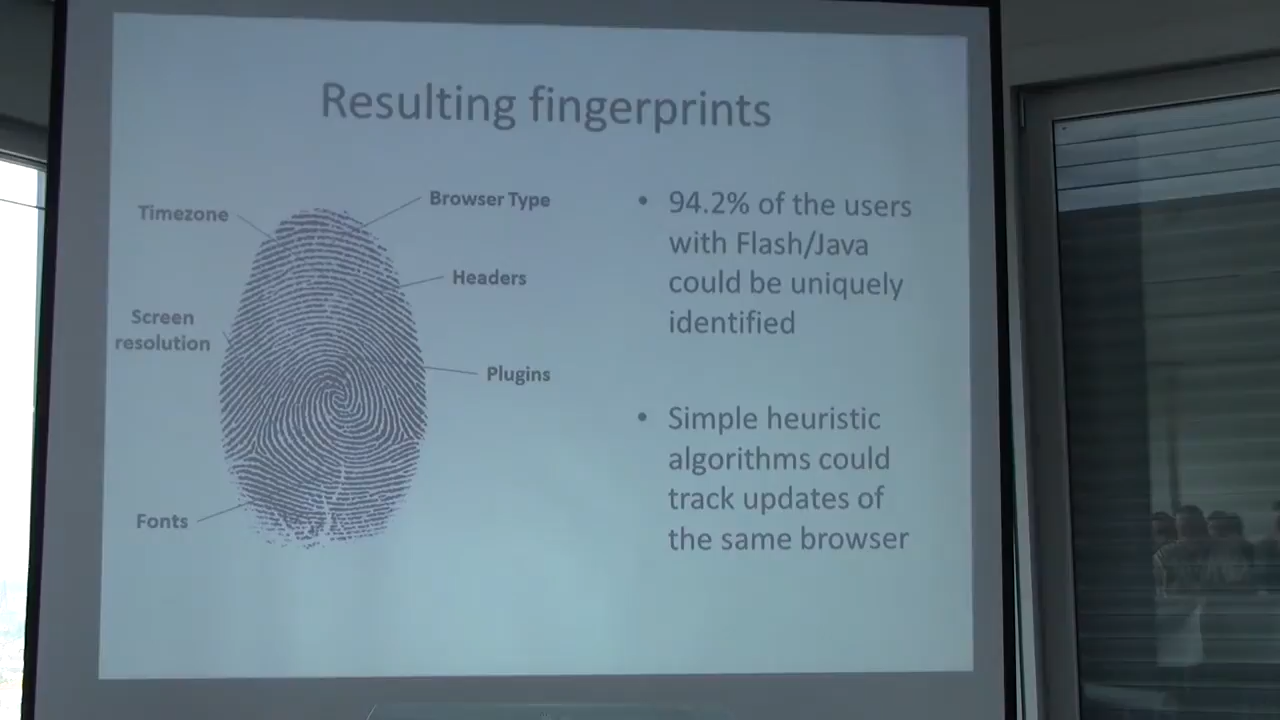 Resulting fingerprints
Timezone
Browser Type
Headers
Screen
resolution
Plugins
Fonts
• 94.2% of the users
with Flash/Java
could be uniquely
identified
• Simple heuristic
algorithms could
track updates of
the same browser